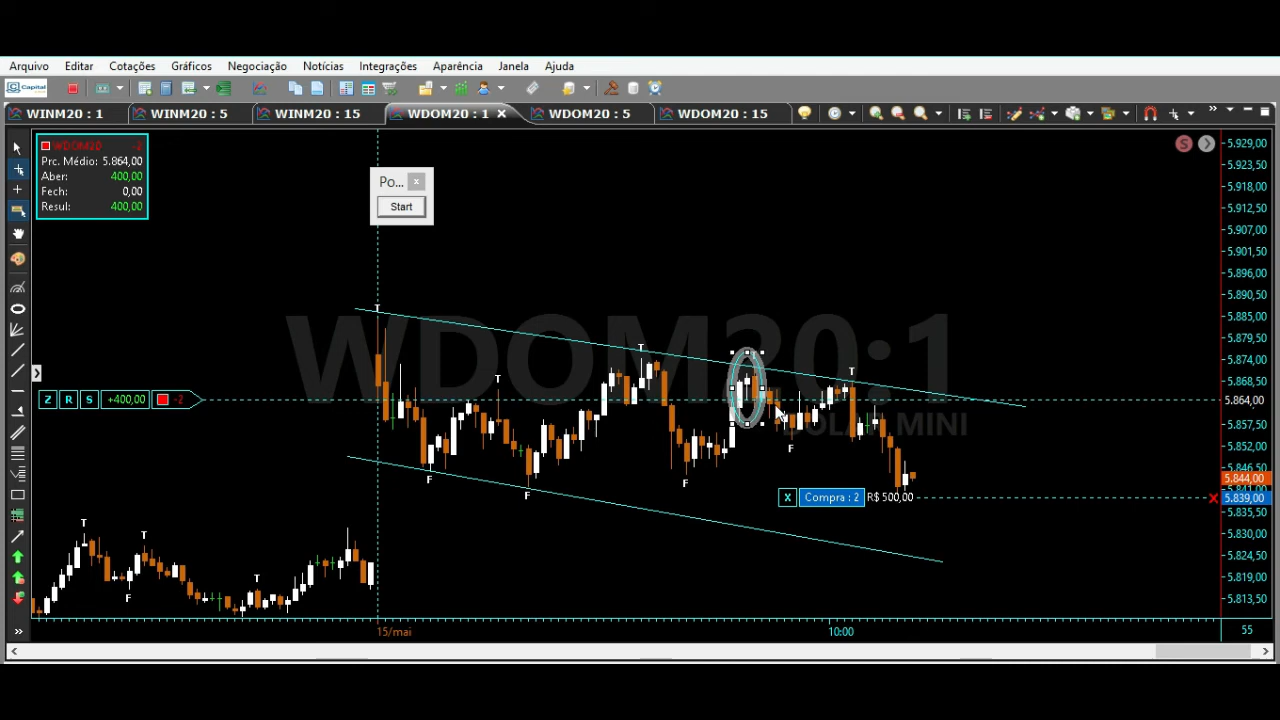 Arquivo Editar Cotações Gráficos Negociação Notícias Integrações Aparência Janela Ajuda
Capital
WINM20 : 1 WINM20 : 5 WINM20 : 15 WDOM20 : 1 X WDOM20 : 5 WDOM20 : 15
WDOM20 -2
Prc. Médio: 5.864,00
Aber: 400,00
Fech: 0,00
Resul: 400,00
Po... x
Start
S
WDOM20:1
MINI
Z R S +400,00 -2
T
T
T
T
F
F
F
F
T
T
T
F
X Compra : 2 R$ 500,00
5.929,00
5.923,50
5.918,00
5.912,50
5.907,00
5.901,50
5.896,00
5.890,50
5.885,00
5.879,50
5.874,00
5.868,50
5.864,00
5.857,50
5.852,00
5.846,50
5.844,00
5.839,00
5.835,50
5.830,00
5.824,50
5.819,00
5.813,50
15/mai 10:00 55